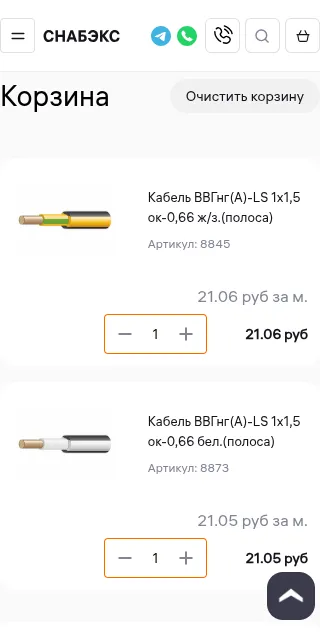 СНАБЭКС
Корзина
Очистить корзину
Кабель ВВГнг(А)-LS 1х1,5
ок-0,66 ж/з.(полоса)
Артикул: 8845
21.06 руб за м.
1
21.06 руб
Кабель ВВГнг(А)-LS 1х1,5
ок-0,66 бел.(полоса)
Артикул: 8873
21.05 руб за м.
1
21.05 руб